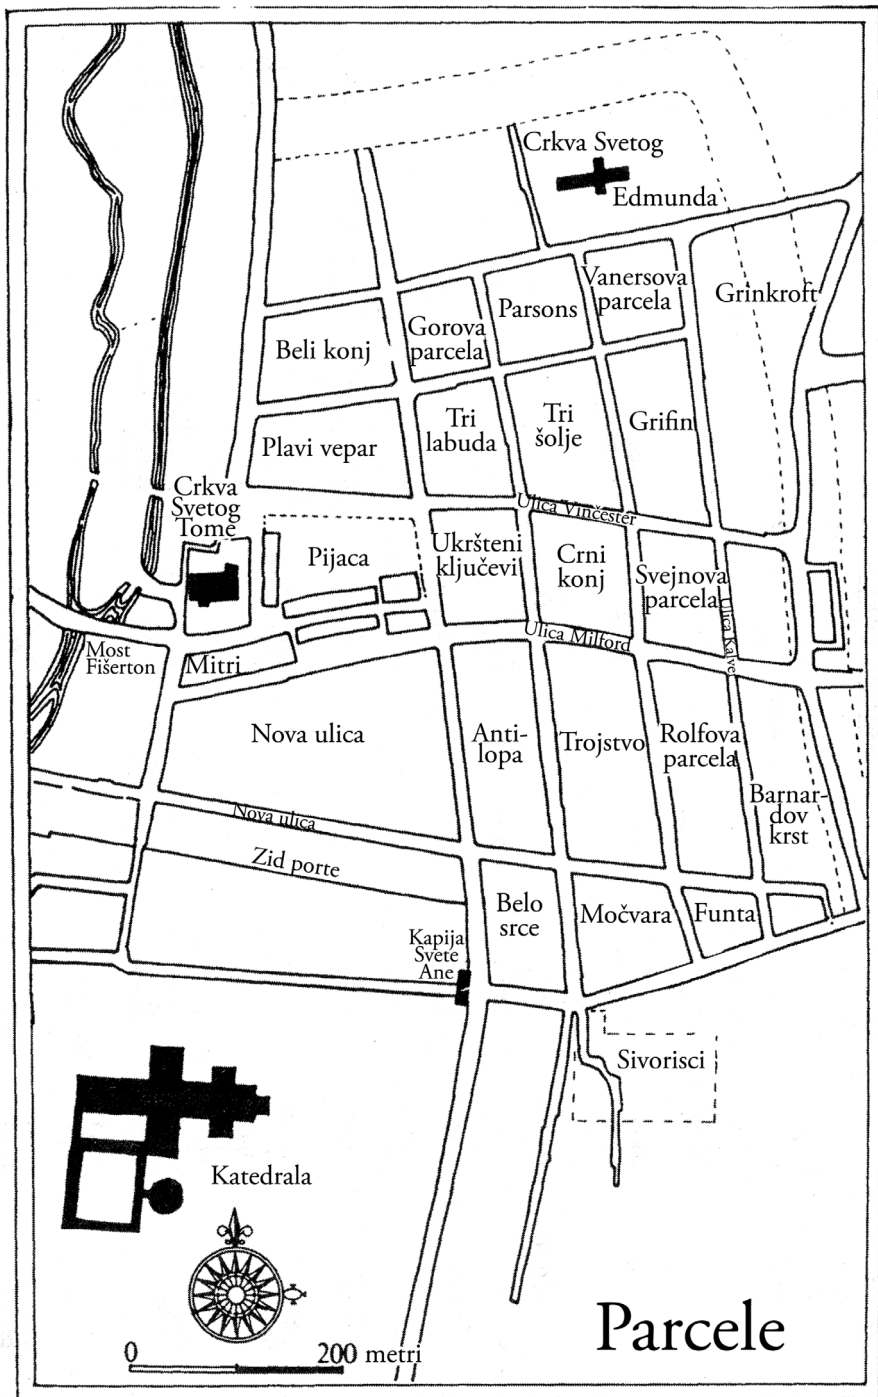 Crkva Svetog
Edmunda
Vanersova
parcela
Grinkroft
Parsons
Gorova
parcela
Beli konj
Tri
labuda
Tri
šolje
Grifin
Plavi vepar
Crkva
Svetog
Tome
Ulica Vinčester
Pijaca
Ukršteni
ključevi
Crni
konj
Svejnova
parcela
Ulica Kalve
Ulica Milford
Most
Fišerton
Mitri
Nova ulica
Anti-
lopa
Trojstvo
Rolfova
parcela
Barnar-
dov
krst
Nova ulica
Zid porte
Belo
srce
Močvara
Funta
Kapija
Svete
Ane
Sivorisci
Katedrala
Parcele
0 200 metri